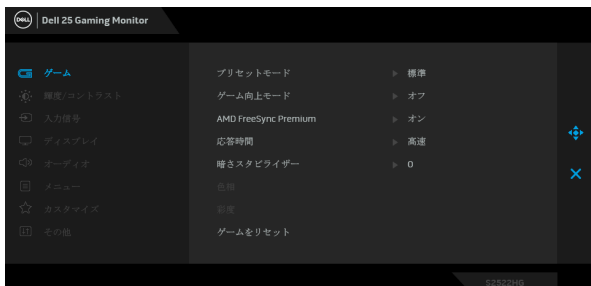 DELL Dell 25 Gaming Monitor
ゲーム プリセットモード 標準
輝度/コントラスト ゲーム向上モード オフ
入力信号 AMD FreeSync Premium オン
ディスプレイ 応答時間 高速
オーディオ 暗さスタビライザー 0
メニュー 色相
カスタマイズ 彩度
その他 ゲームをリセット
S2522HG